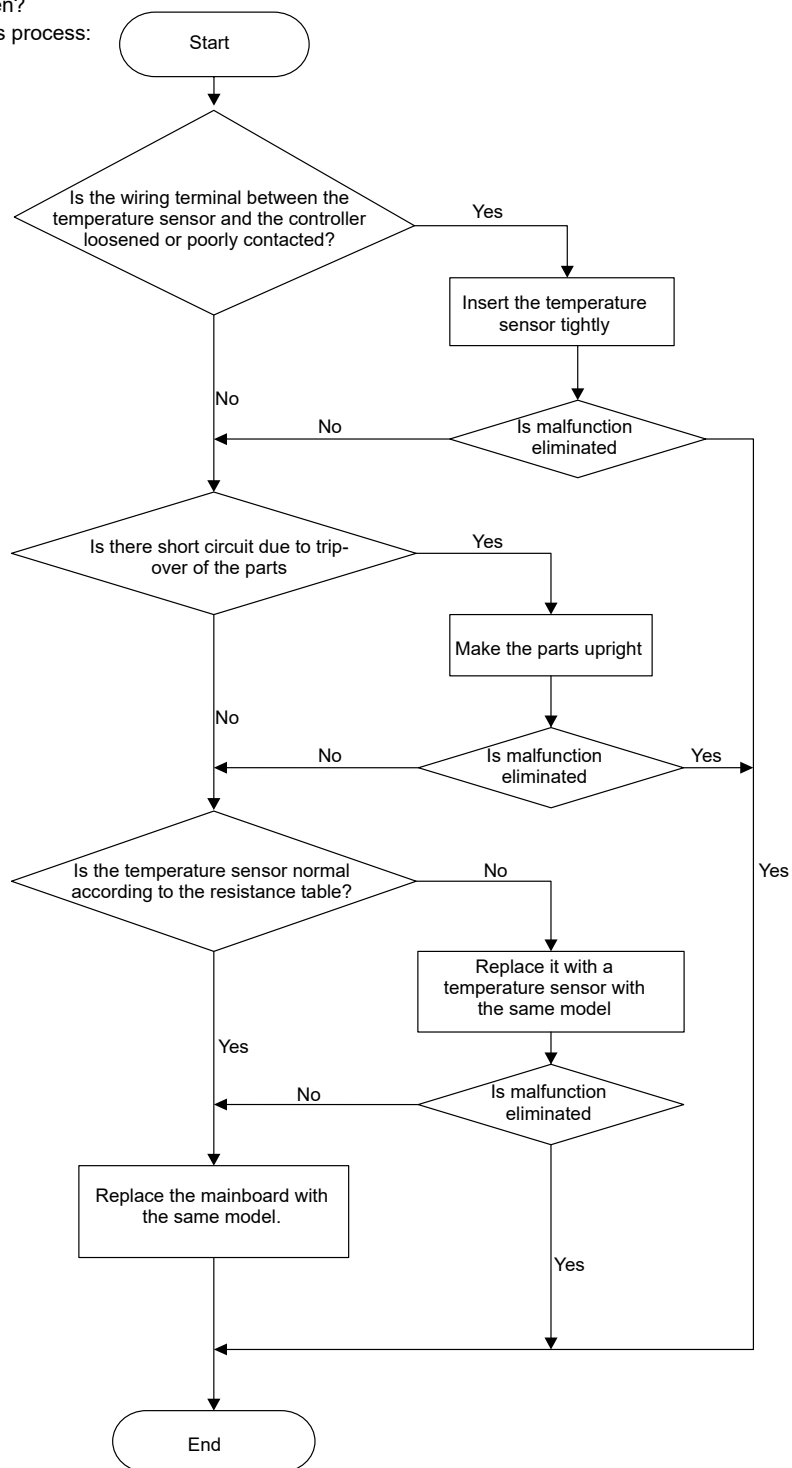 en?
s process:
Start
Is the wiring terminal between the
temperature sensor and the controller
loosened or poorly contacted?
Yes
Insert the temperature
sensor tightly
No
No
Is malfunction
eliminated
Is there short circuit due to trip-
over of the parts
Yes
Make the parts upright
No
No
Is malfunction
eliminated
Yes
Is the temperature sensor normal
according to the resistance table?
No
Yes
Replace it with a
temperature sensor with
the same model
Yes
No
Is malfunction
eliminated
Replace the mainboard with
the same model.
Yes
End